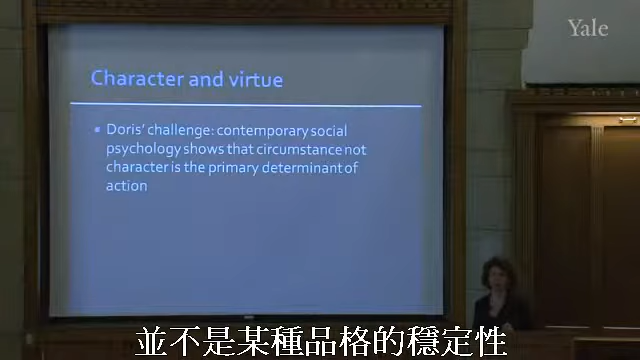 Yale
Character and virtue
Doris' challenge: contemporary social
psychology shows that circumstance not
character is the primary determinant of
action
並不是某種品格的穩定性